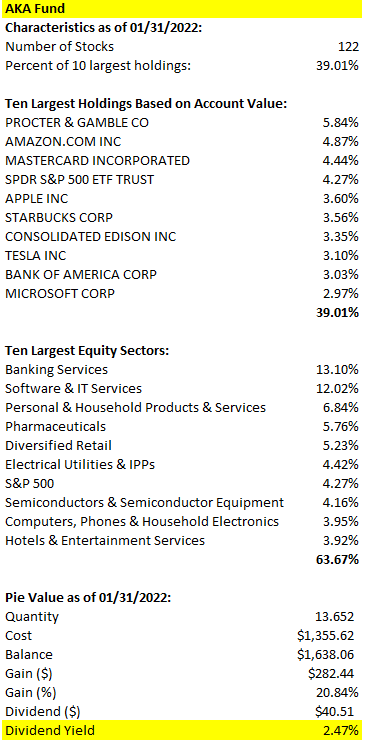 AKA Fund
Characteristics as of 01/31/2022:
Number of Stocks 122
Percent of 10 largest holdings: 39.01%
Ten Largest Holdings Based on Account Value:
PROCTER & GAMBLE CO 5.84%
AMAZON.COM INC 4.87%
MASTERCARD INCORPORATED 4.44%
SPDR S&P 500 ETF TRUST 4.27%
APPLE INC 3.60%
STARBUCKS CORP 3.56%
CONSOLIDATED EDISON INC 3.35%
TESLA INC 3.10%
BANK OF AMERICA CORP 3.03%
MICROSOFT CORP 2.97%
39.01%
Ten Largest Equity Sectors:
Banking Services 13.10%
Software & IT Services 12.02%
Personal & Household Products & Services 6.84%
Pharmaceuticals 5.76%
Diversified Retail 5.23%
Electrical Utilities & IPPs 4.42%
S&P 500 4.27%
Semiconductors & Semiconductor Equipment 4.16%
Computers, Phones & Household Electronics 3.95%
Hotels & Entertainment Services 3.92%
63.67%
Pie Value as of 01/31/2022:
Quantity 13.652
Cost $1,355.62
Balance $1,638.06
Gain ($) $282.44
Gain (%) 20.84%
Dividend ($) $40.51
Dividend Yield 2.47%